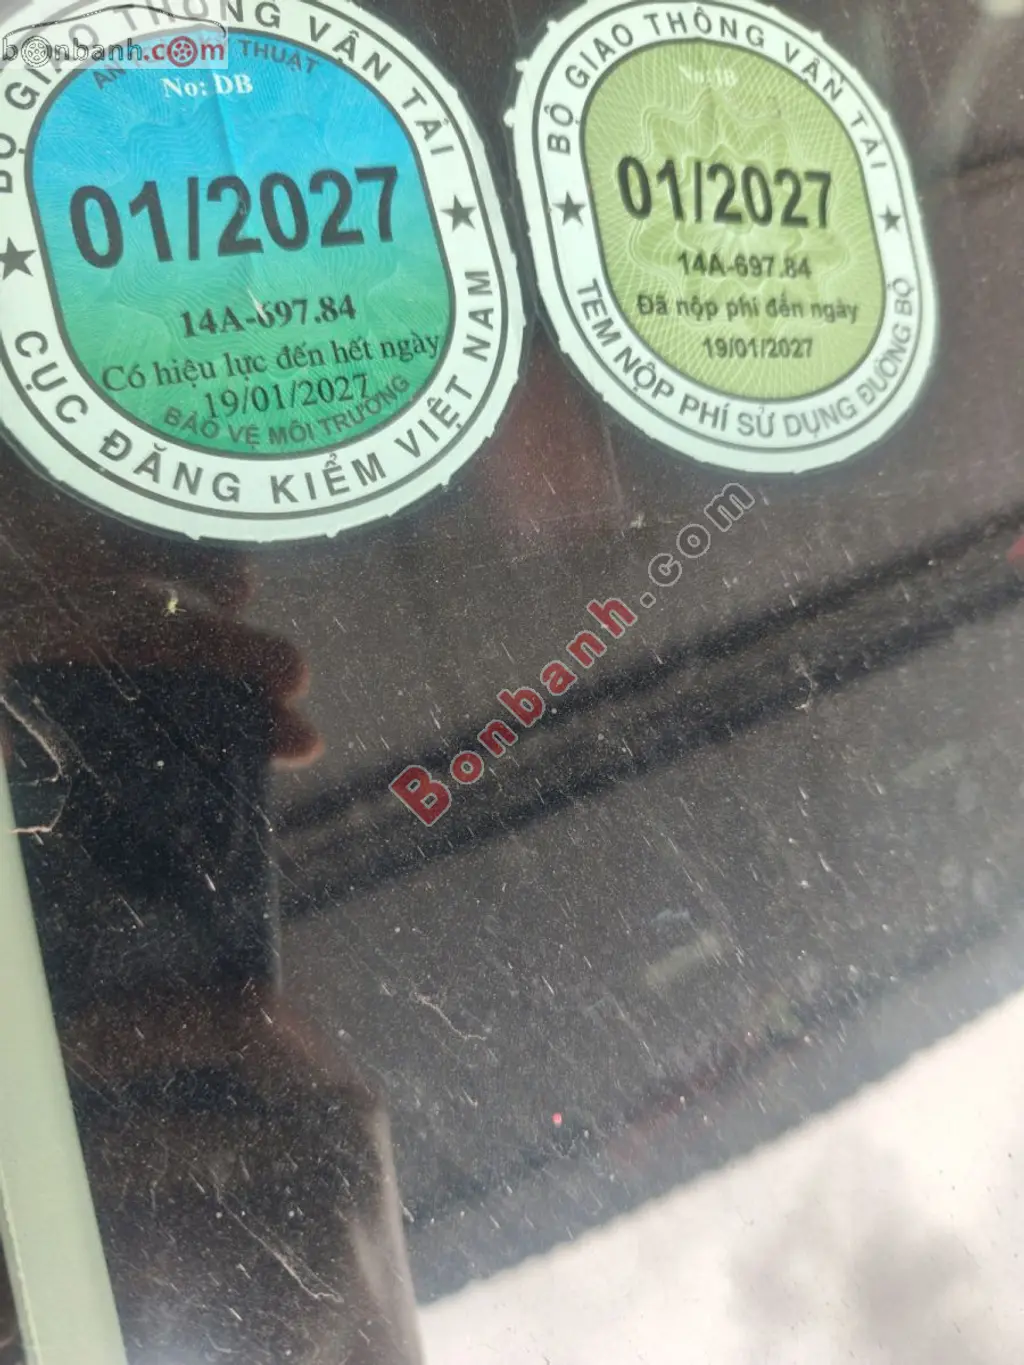 bonbanh.com
BỘ GIAO THÔNG VẬN TẢI
AN THUẬT
No: DB
01/2027
14A-697.84
Có hiệu lực đến hết ngày
19/01/2027
BẢO VỆ MÔI TRƯỜNG
CỤC ĐĂNG KIỂM VIỆT NAM
BỘ GIAO THÔNG VẬN TẢI
01/2027
14A-697.84
Đã nộp phí đến ngày
19/01/2027
TEM NỘP PHÍ SỬ DỤNG ĐƯỜNG BỘ
Bonbanh.com